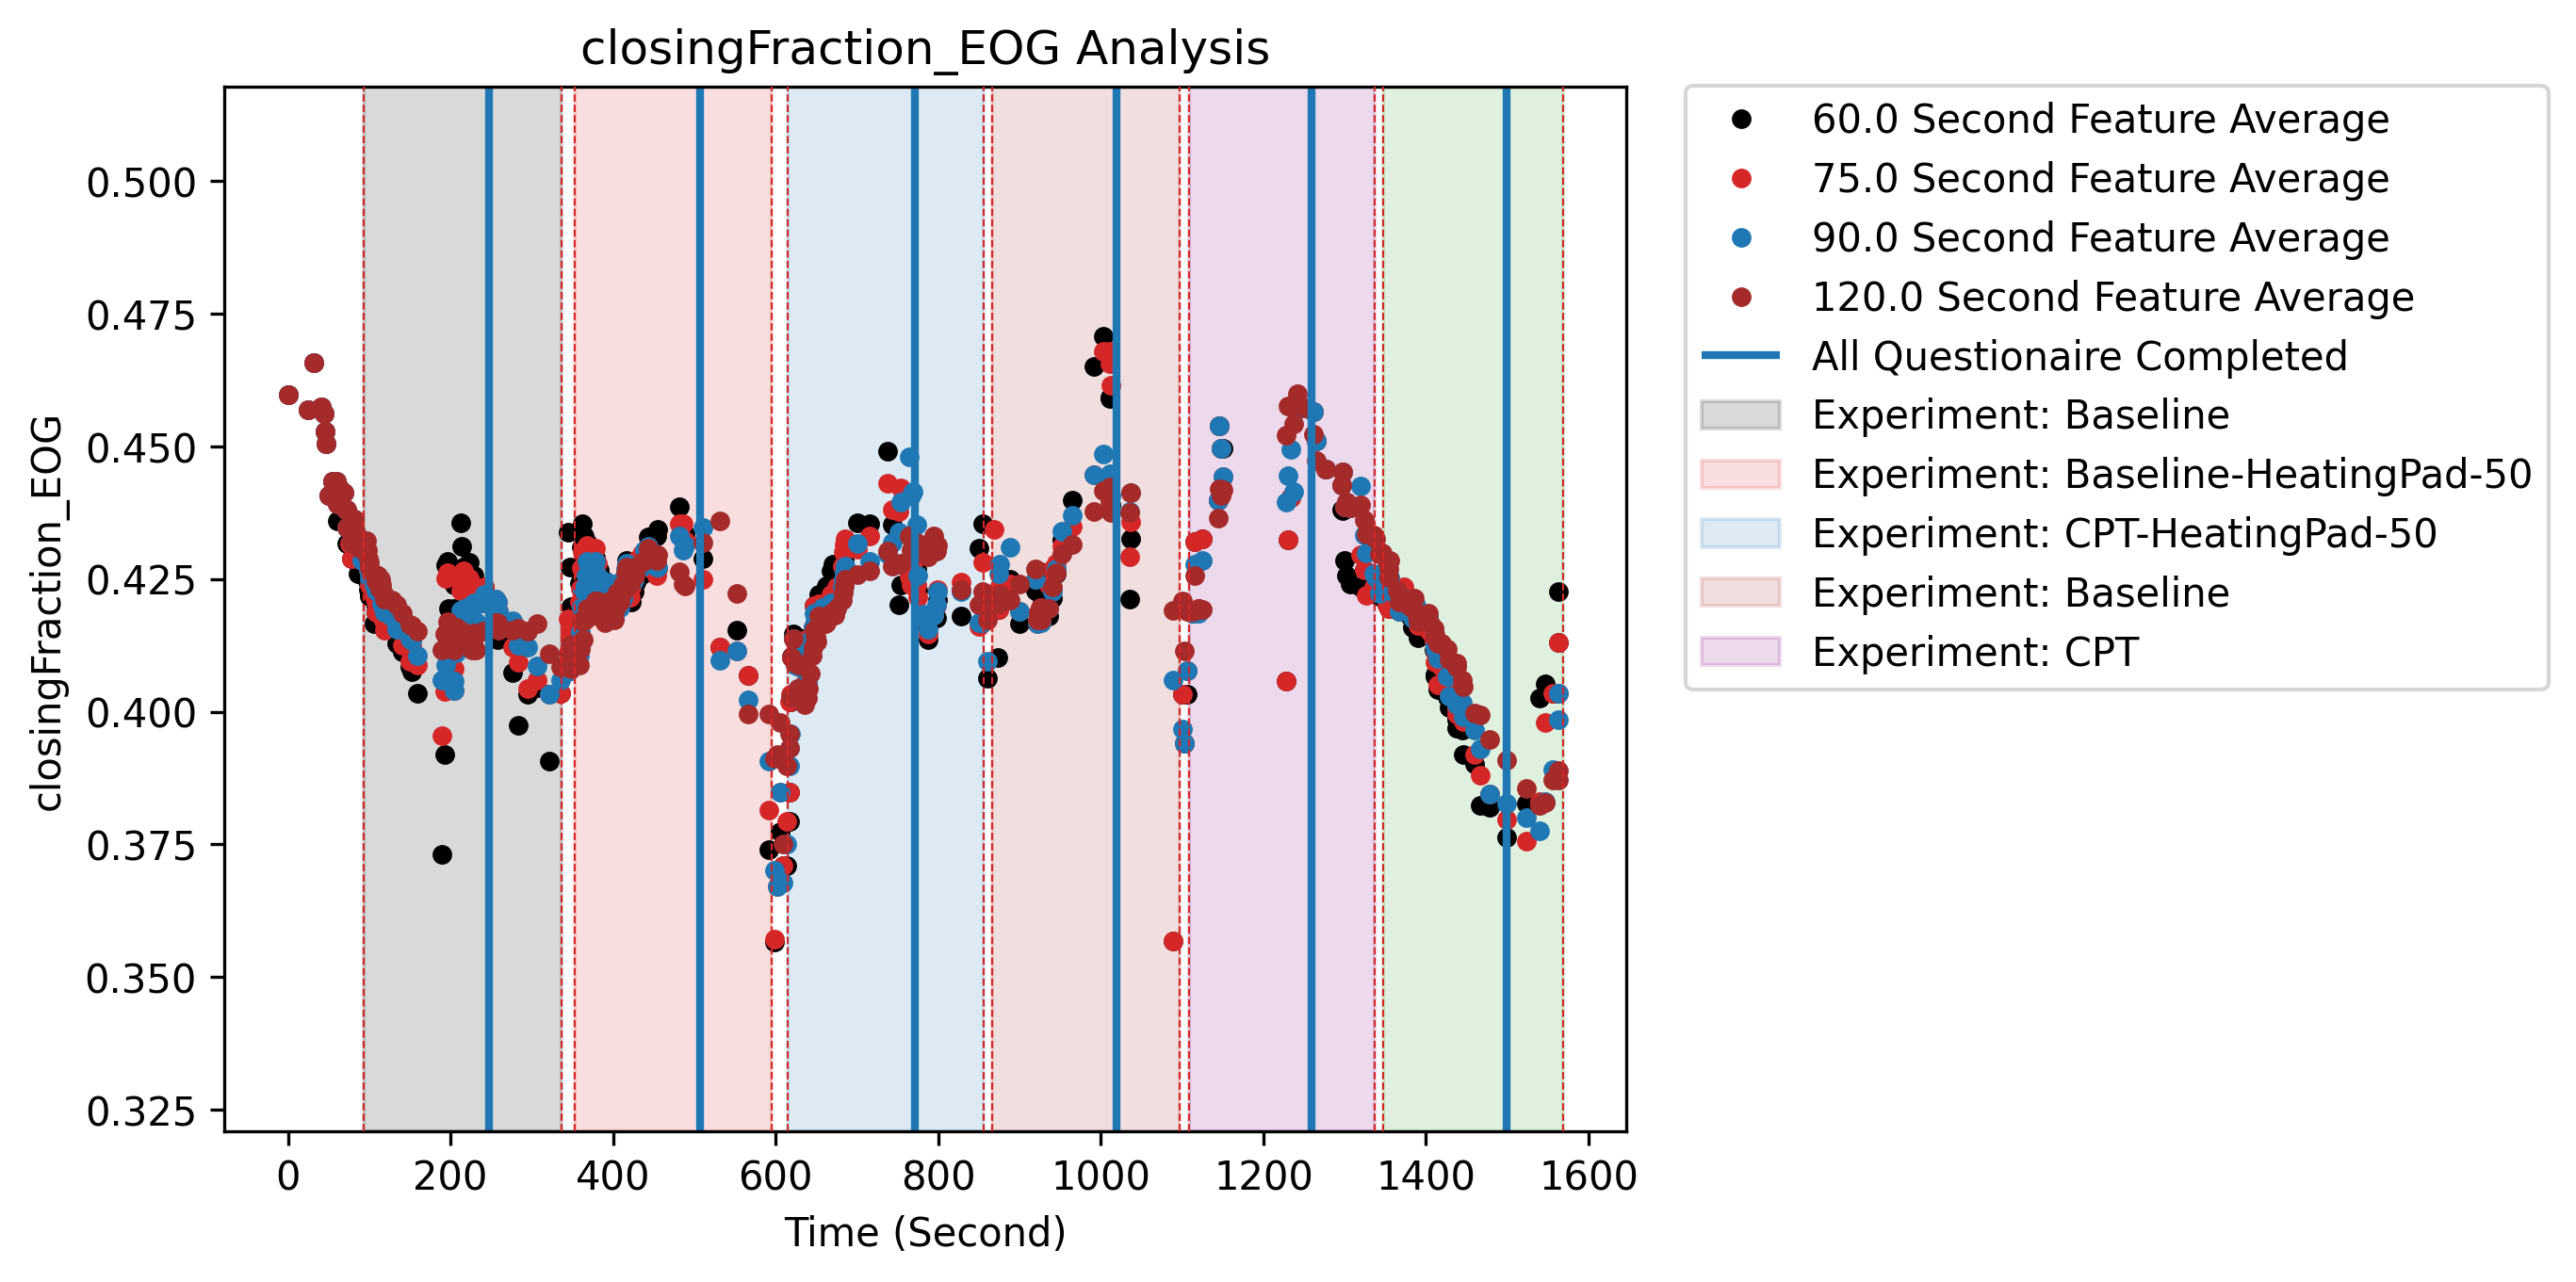 closingFraction_EOG Analysis
closingFraction_EOG
0.500
0.475
0.450
0.425
0.400
0.375
0.350
0.325
0 200 400 600 800 1000 1200 1400 1600
Time (Second)
60.0 Second Feature Average
75.0 Second Feature Average
90.0 Second Feature Average
120.0 Second Feature Average
All Questionaire Completed
Experiment: Baseline
Experiment: Baseline-HeatingPad-50
Experiment: CPT-HeatingPad-50
Experiment: Baseline
Experiment: CPT